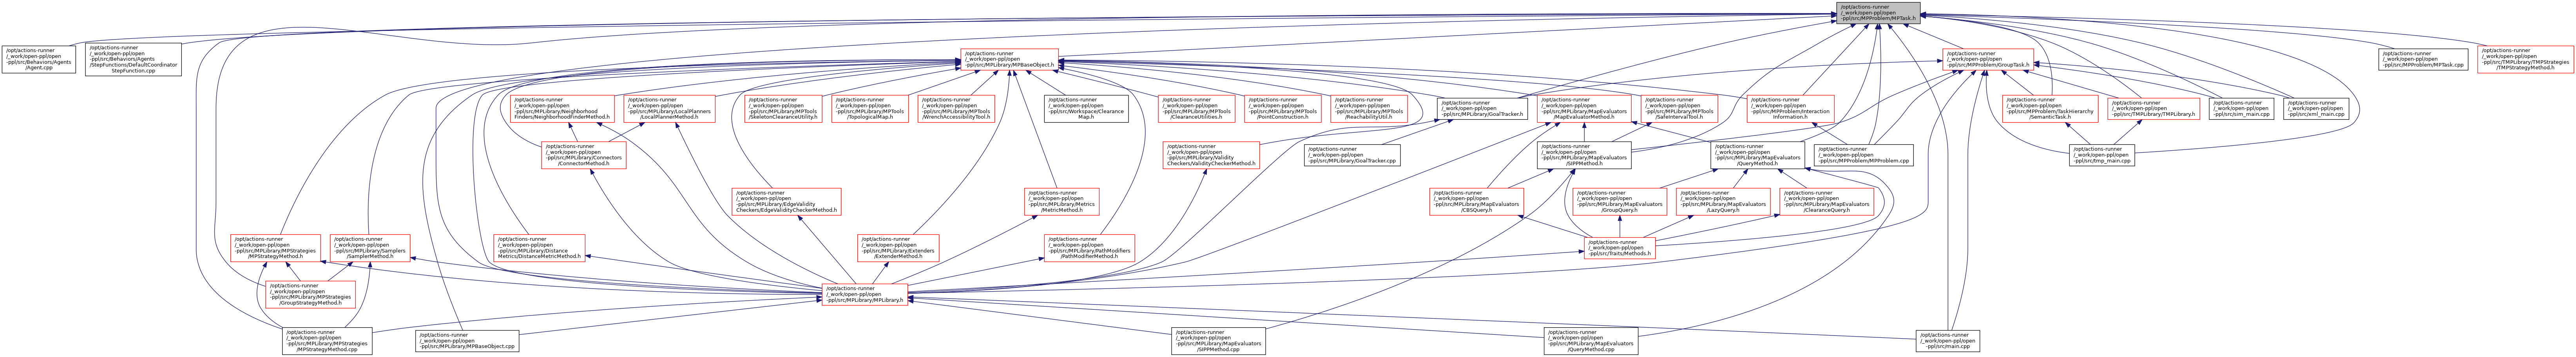 /opt/actions-runner
/_work/open-ppl/open
-ppl/src/MPProblem/MPTask.h
/opt/actions-runner
/_work/open-ppl/open
-ppl/src/Behaviors/Agents
/Agent.cpp
/opt/actions-runner
/_work/open-ppl/open
-ppl/src/Behaviors/Agents
/StepFunctions/DefaultCoordinator
StepFunction.cpp
/opt/actions-runner
/_work/open-ppl/open
-ppl/src/MPLibrary/MPBaseObject.h
/opt/actions-runner
/_work/open-ppl/open
-ppl/src/MPProblem/GroupTask.h
/opt/actions-runner
/_work/open-ppl/open
-ppl/src/MPProblem/MPTask.cpp
/opt/actions-runner
/_work/open-ppl/open
-ppl/src/TMPLibrary/TMPStrategies
/TMPStrategyMethod.h
/opt/actions-runner
/_work/open-ppl/open
-ppl/src/MPLibrary/Neighborhood
Finders/NeighborhoodFinderMethod.h
/opt/actions-runner
/_work/open-ppl/open
-ppl/src/MPLibrary/LocalPlanners
/LocalPlannerMethod.h
/opt/actions-runner
/_work/open-ppl/open
-ppl/src/MPLibrary/MPTools
/SkeletonClearanceUtility.h
/opt/actions-runner
/_work/open-ppl/open
-ppl/src/MPLibrary/MPTools
/TopologicalMap.h
/opt/actions-runner
/_work/open-ppl/open
-ppl/src/MPLibrary/MPTools
/WrenchAccessibilityTool.h
/opt/actions-runner
/_work/open-ppl/open
-ppl/src/Workspace/Clearance
Map.h
/opt/actions-runner
/_work/open-ppl/open
-ppl/src/MPLibrary/MPTools
/ClearanceUtilities.h
/opt/actions-runner
/_work/open-ppl/open
-ppl/src/MPLibrary/MPTools
/PointConstruction.h
/opt/actions-runner
/_work/open-ppl/open
-ppl/src/MPLibrary/MPTools
/ReachabilityUtil.h
/opt/actions-runner
/_work/open-ppl/open
-ppl/src/MPLibrary/GoalTracker.h
/opt/actions-runner
/_work/open-ppl/open
-ppl/src/MPLibrary/MapEvaluators
/MapEvaluatorMethod.h
/opt/actions-runner
/_work/open-ppl/open
-ppl/src/MPLibrary/MPTools
/SafeIntervalTool.h
/opt/actions-runner
/_work/open-ppl/open
-ppl/src/MPProblem/Interaction
Information.h
/opt/actions-runner
/_work/open-ppl/open
-ppl/src/MPProblem/TaskHierarchy
/SemanticTask.h
/opt/actions-runner
/_work/open-ppl/open
-ppl/src/TMPLibrary/TMPLibrary.h
/opt/actions-runner
/_work/open-ppl/open
-ppl/src/sim_main.cpp
/opt/actions-runner
/_work/open-ppl/open
-ppl/src/xml_main.cpp
/opt/actions-runner
/_work/open-ppl/open
-ppl/src/MPLibrary/Connectors
/ConnectorMethod.h
/opt/actions-runner
/_work/open-ppl/open
-ppl/src/MPLibrary/Validity
Checkers/ValidityCheckerMethod.h
/opt/actions-runner
/_work/open-ppl/open
-ppl/src/MPLibrary/GoalTracker.cpp
/opt/actions-runner
/_work/open-ppl/open
-ppl/src/MPLibrary/MapEvaluators
/SIPPMethod.h
/opt/actions-runner
/_work/open-ppl/open
-ppl/src/MPLibrary/MapEvaluators
/QueryMethod.h
/opt/actions-runner
/_work/open-ppl/open
-ppl/src/MPProblem/MPProblem.cpp
/opt/actions-runner
/_work/open-ppl/open
-ppl/src/tmp_main.cpp
/opt/actions-runner
/_work/open-ppl/open
-ppl/src/MPLibrary/EdgeValidity
Checkers/EdgeValidityCheckerMethod.h
/opt/actions-runner
/_work/open-ppl/open
-ppl/src/MPLibrary/Metrics
/MetricMethod.h
/opt/actions-runner
/_work/open-ppl/open
-ppl/src/MPLibrary/MapEvaluators
/CBSQuery.h
/opt/actions-runner
/_work/open-ppl/open
-ppl/src/MPLibrary/MapEvaluators
/GroupQuery.h
/opt/actions-runner
/_work/open-ppl/open
-ppl/src/MPLibrary/MapEvaluators
/LazyQuery.h
/opt/actions-runner
/_work/open-ppl/open
-ppl/src/MPLibrary/MapEvaluators
/ClearanceQuery.h
/opt/actions-runner
/_work/open-ppl/open
-ppl/src/MPLibrary/MPStrategies
/MPStrategyMethod.h
/opt/actions-runner
/_work/open-ppl/open
-ppl/src/MPLibrary/Samplers
/SamplerMethod.h
/opt/actions-runner
/_work/open-ppl/open
-ppl/src/MPLibrary/Distance
Metrics/DistanceMetricMethod.h
/opt/actions-runner
/_work/open-ppl/open
-ppl/src/MPLibrary/Extenders
/ExtenderMethod.h
/opt/actions-runner
/_work/open-ppl/open
-ppl/src/MPLibrary/PathModifiers
/PathModifierMethod.h
/opt/actions-runner
/_work/open-ppl/open
-ppl/src/Traits/Methods.h
/opt/actions-runner
/_work/open-ppl/open
-ppl/src/MPLibrary/MPStrategies
/GroupStrategyMethod.h
/opt/actions-runner
/_work/open-ppl/open
-ppl/src/MPLibrary/MPLibrary.h
/opt/actions-runner
/_work/open-ppl/open
-ppl/src/MPLibrary/MPStrategies
/MPStrategyMethod.cpp
/opt/actions-runner
/_work/open-ppl/open
-ppl/src/MPLibrary/MPBaseObject.cpp
/opt/actions-runner
/_work/open-ppl/open
-ppl/src/MPLibrary/MapEvaluators
/SIPPMethod.cpp
/opt/actions-runner
/_work/open-ppl/open
-ppl/src/MPLibrary/MapEvaluators
/QueryMethod.cpp
/opt/actions-runner
/_work/open-ppl/open
-ppl/src/main.cpp